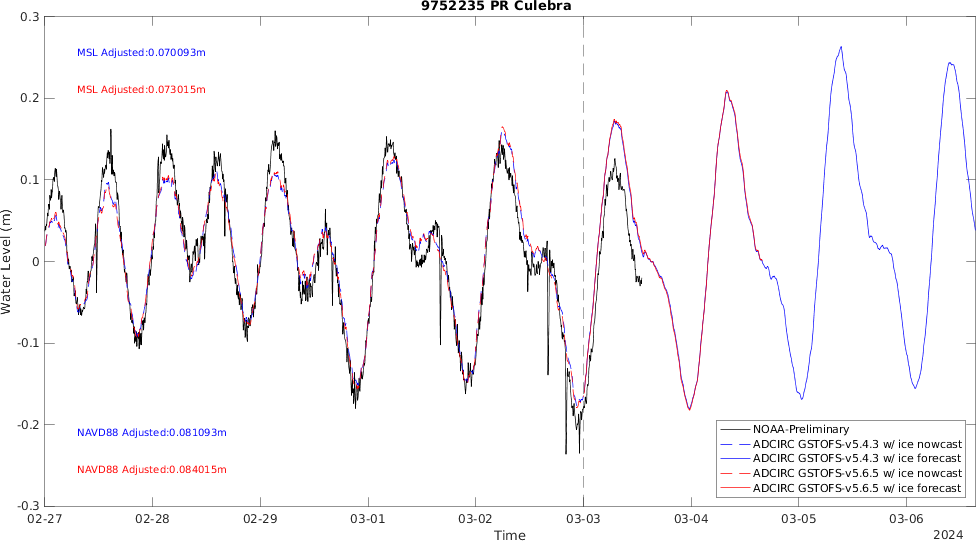 9752235 PR Culebra
0.3
0.2
0.1
0
-0.1
-0.2
-0.3
Water Level (m)
MSL Adjusted:0.070093m
MSL Adjusted:0.073015m
NAVD88 Adjusted:0.081093m
NAVD88 Adjusted:0.084015m
NOAA-Preliminary
ADCIRC GSTOFS-v5.4.3 w/ ice nowcast
ADCIRC GSTOFS-v5.4.3 w/ ice forecast
ADCIRC GSTOFS-v5.6.5 w/ ice nowcast
ADCIRC GSTOFS-v5.6.5 w/ ice forecast
02-27 02-28 02-29 03-01 03-02 03-03 03-04 03-05 03-06
Time
2024